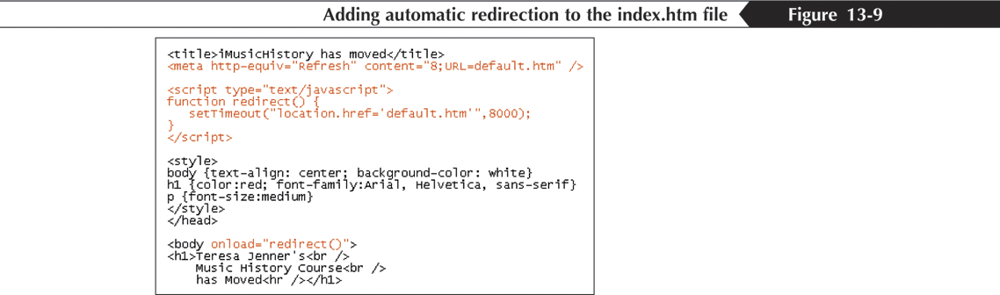 Adding automatic redirection to the index.htm file
Figure 13-9
<title>iMusicHistory has moved</title>
<meta http-equiv="Refresh" content="8;URL=default.htm" />
<script type="text/javascript">
function redirect() {
setTimeout("location.href='default.htm'",8000);
}
</script>
<style>
body {text-align: center; background-color: white}
h1 {color:red; font-family:Arial, Helvetica, sans-serif}
p {font-size:medium}
</style>
</head>
<body onload="redirect()">
<h1>Teresa Jenner's<br />
Music History Course<br />
has Moved<hr /></h1>